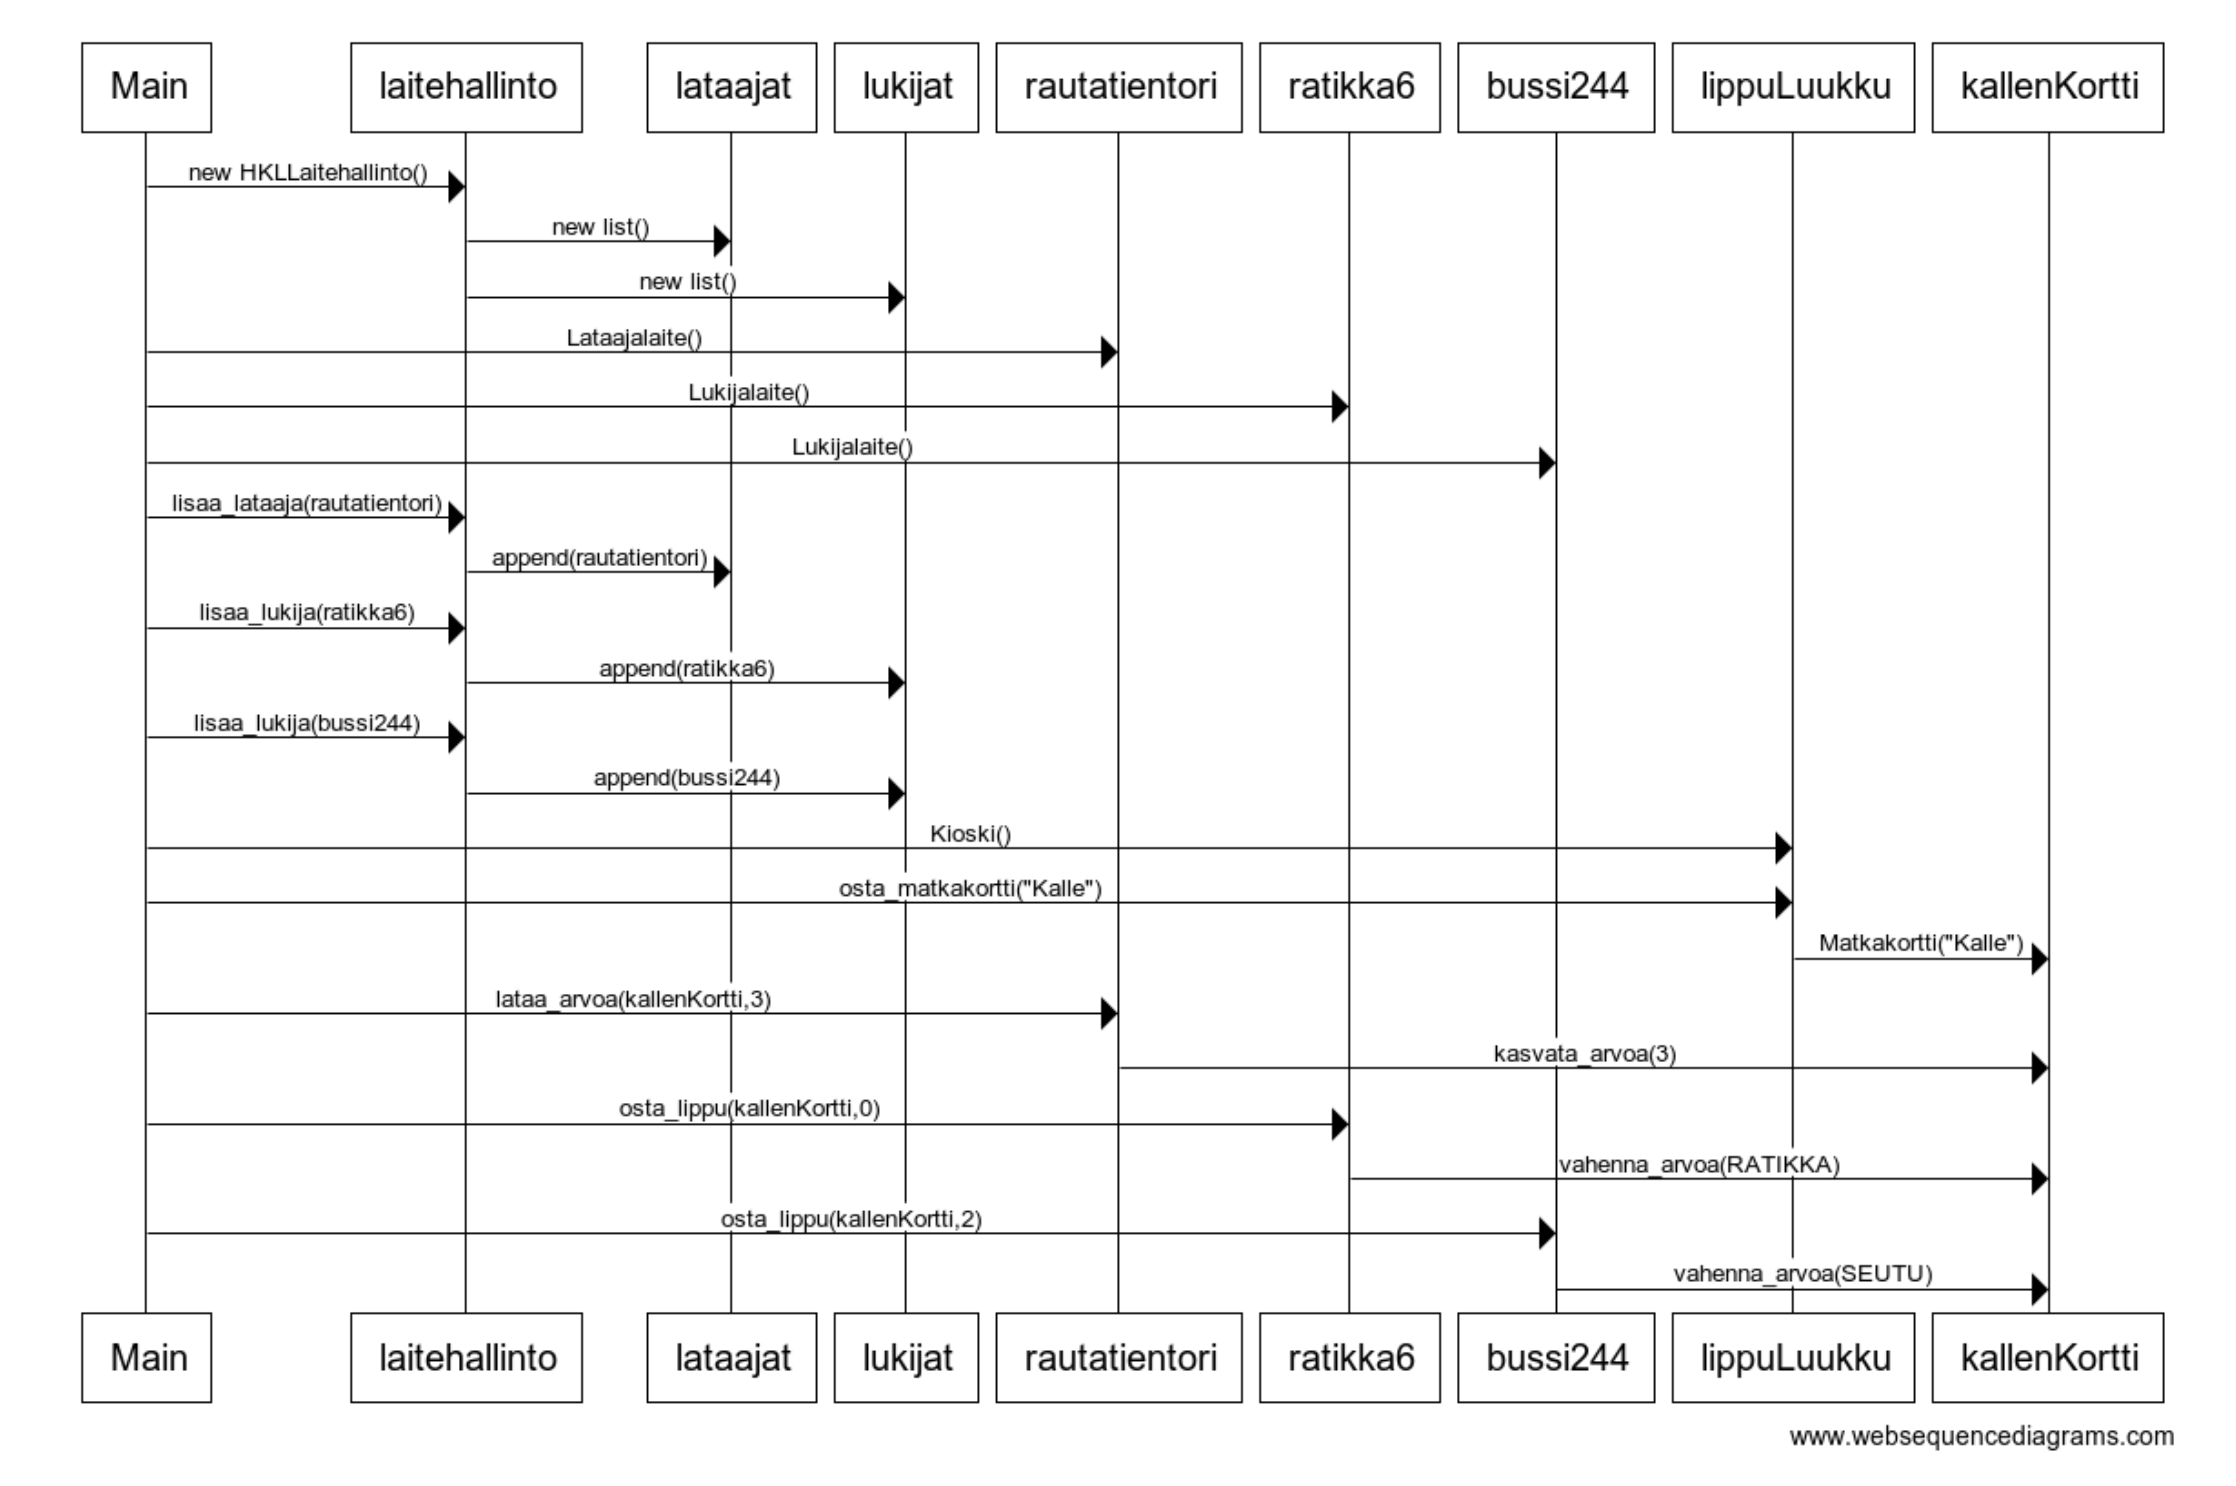 Main laitehallinto lataajat lukijat rautatientori ratikka6 bussi244 lippuLuukku kallenKortti
new HKLLaitehallinto()
new list()
new list()
Lataajalaite()
Lukijalaite()
Lukijalaite()
lisaa_lataaja(rautatientori)
append(rautatientori)
lisaa_lukija(ratikka6)
append(ratikka6)
lisaa_lukija(bussi244)
append(bussi244)
Kioski()
osta_matkakortti("Kalle")
Matkakortti("Kalle")
lataa_arvoa(kallenKortti,3)
kasvata_arvoa(3)
osta_lippu(kallenKortti,0)
vahenna_arvoa(RATIKKA)
osta_lippu(kallenKortti,2)
vahenna_arvoa(SEUTU)
Main laitehallinto lataajat lukijat rautatientori ratikka6 bussi244 lippuLuukku kallenKortti
www.websequencediagrams.com